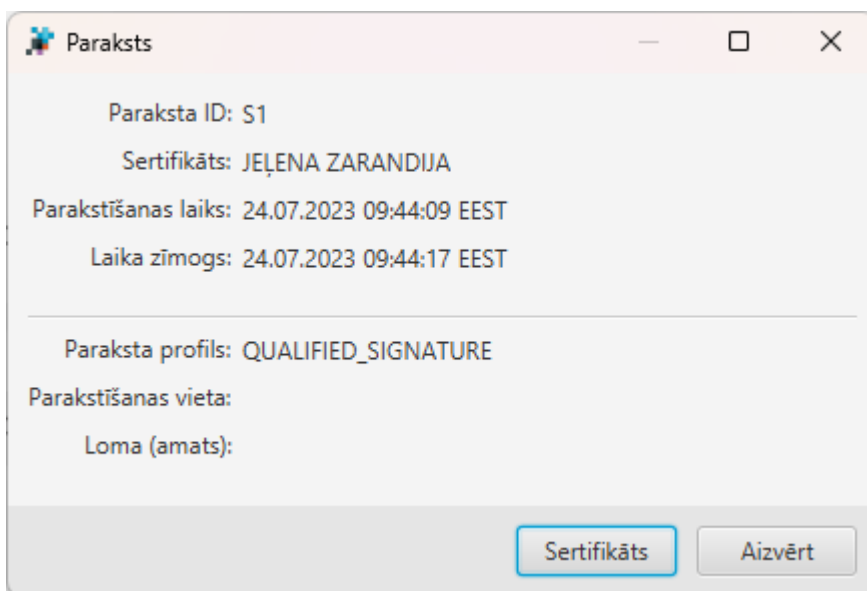 Paraksts
Paraksta ID: S1
Sertifikāts: JEĻENA ZARANDIJA
Parakstīšanas laiks: 24.07.2023 09:44:09 EEST
Laika zīmogs: 24.07.2023 09:44:17 EEST
Paraksta profils: QUALIFIED_SIGNATURE
Parakstīšanas vieta:
Loma (amats):
Sertifikāts Aizvērt